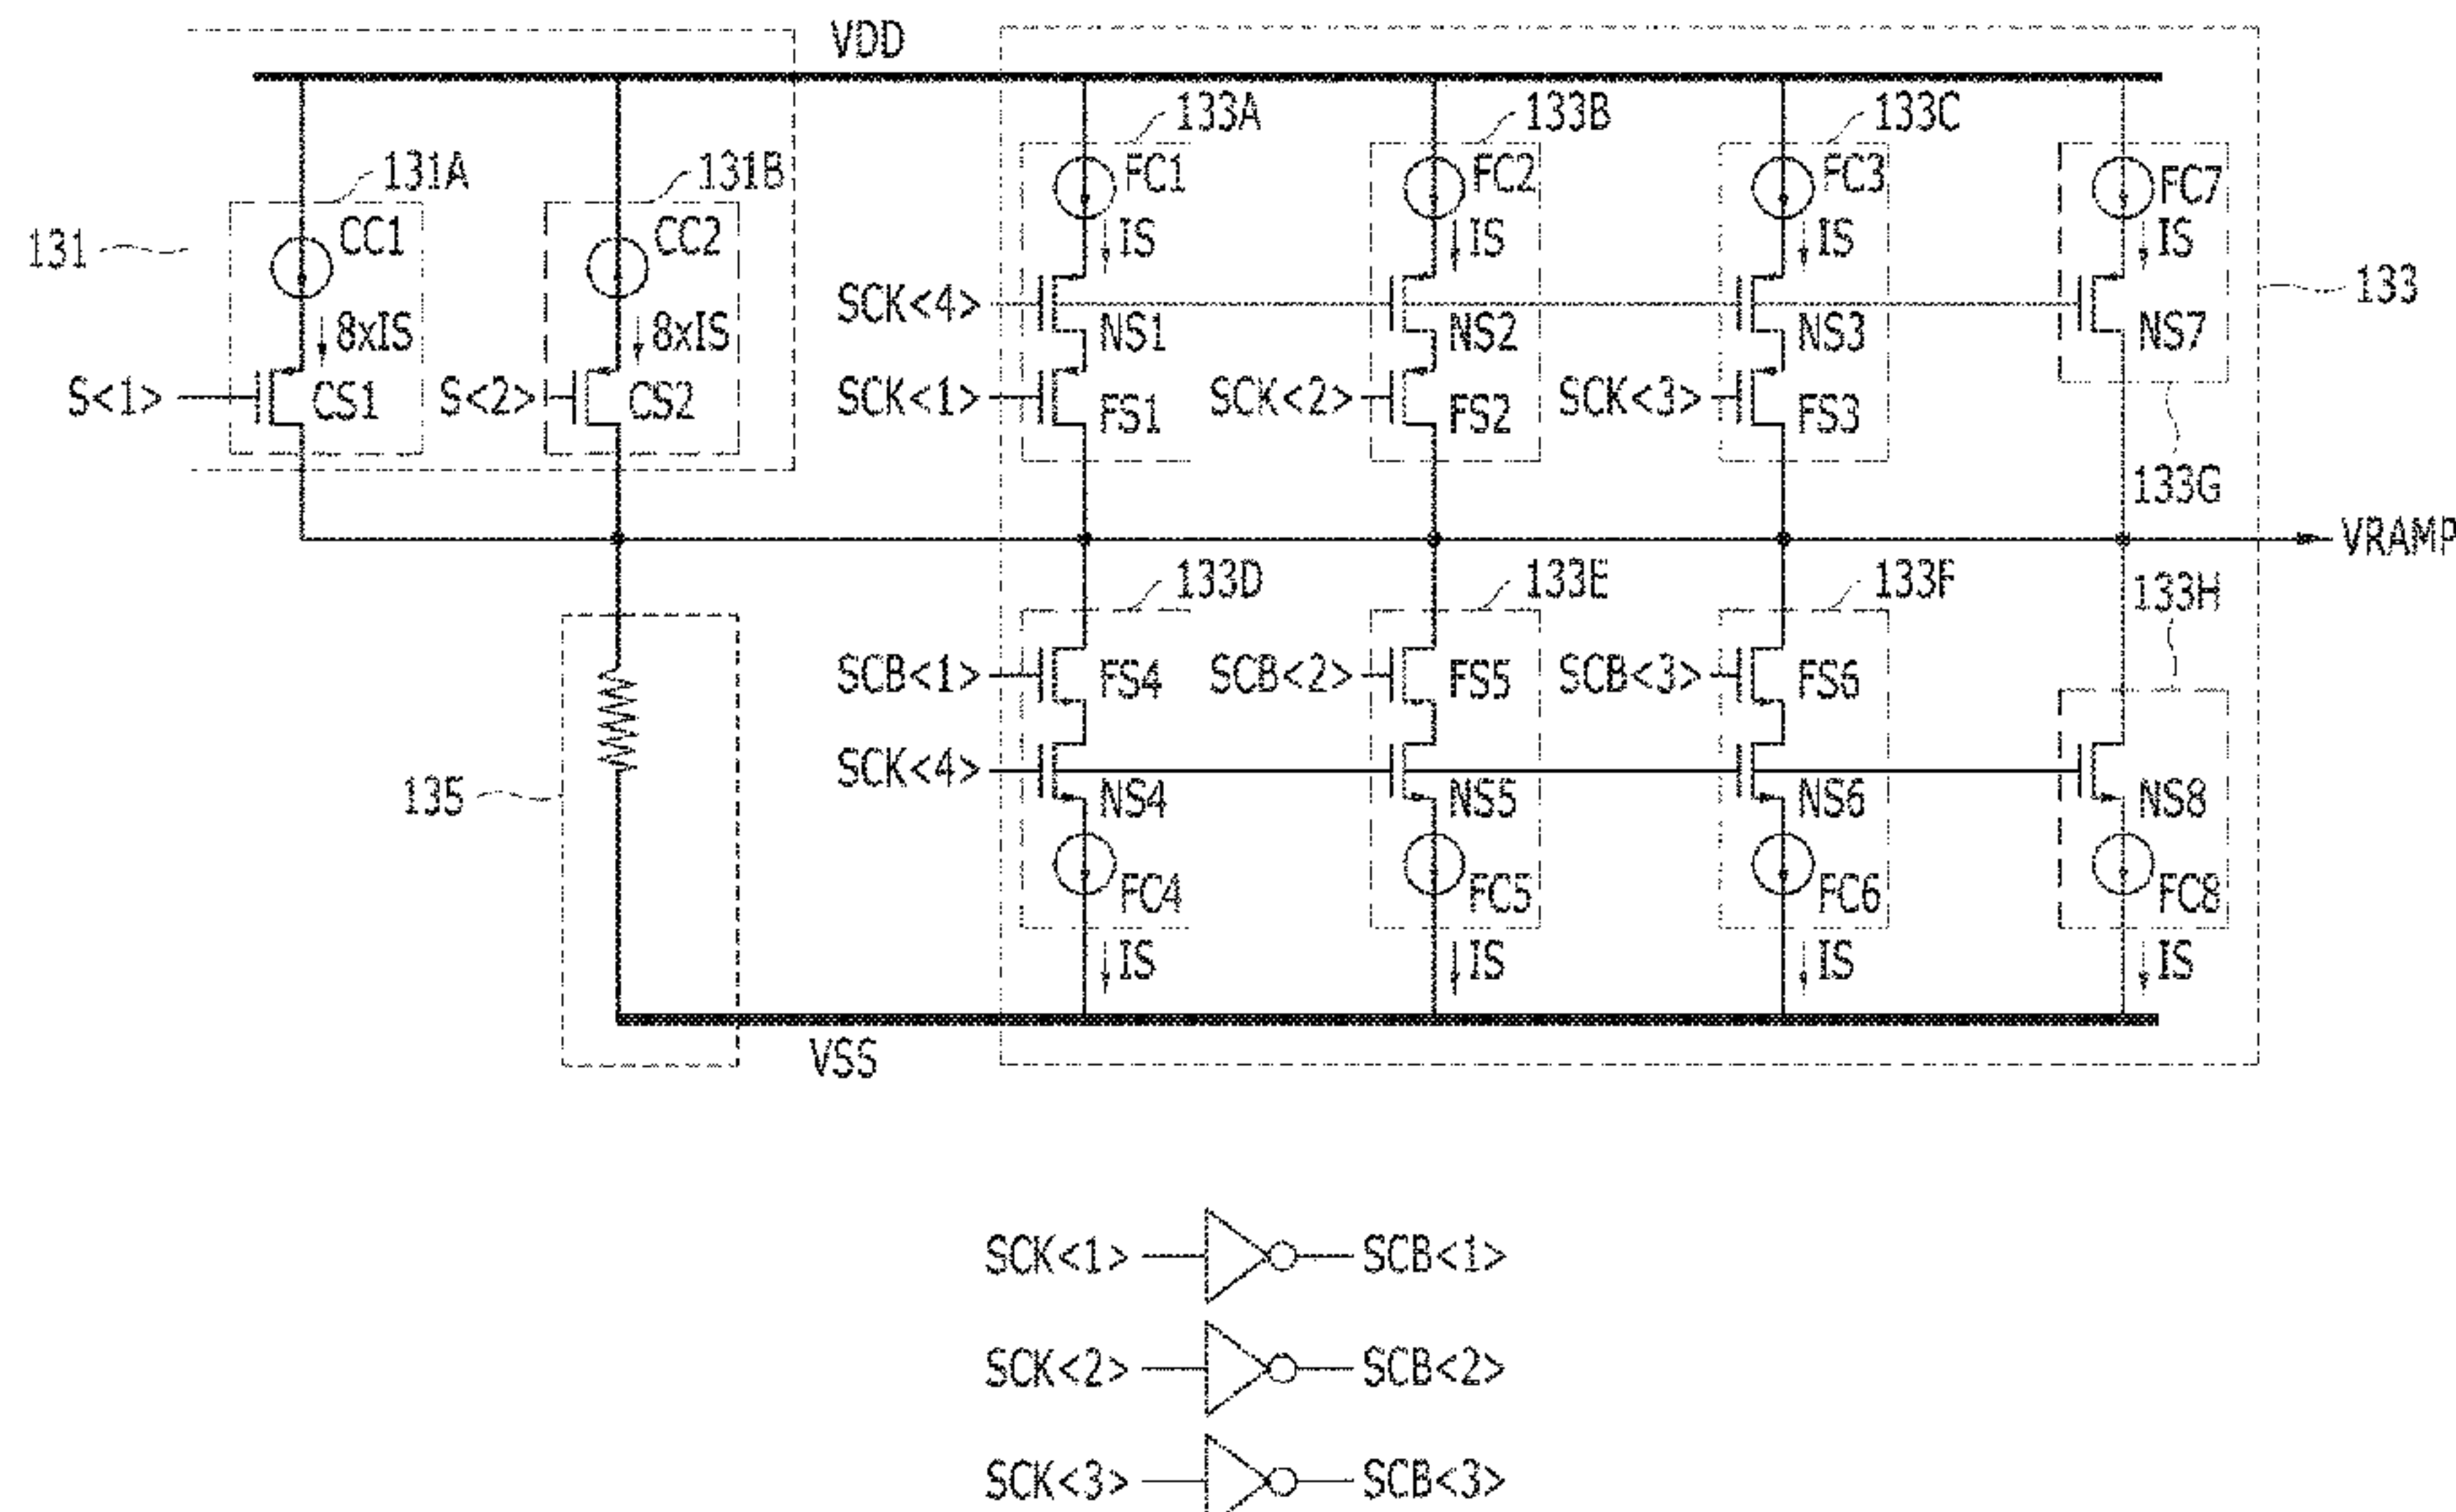 VDD
133A
133B
133C
131A
131B
FC1
FC2
FC3
FC7
131
CC1
CC2
IS
IS
IS
IS
133
8xIS
8xIS
SCK<4>
NS1
NS2
NS3
NS7
S<1>
CS1
S<2>
CS2
SCK<1>
FS1
SCK<2>
FS2
SCK<3>
FS3
133G
VRAMP
133D
133E
133F
133H
SCB<1>
FS4
SCB<2>
FS5
SCB<3>
FS6
SCK<4>
135
NS4
NS5
NS6
NS8
FC4
FC5
FC6
FC8
IS
IS
IS
IS
VSS
SCK<1>
SCB<1>
SCK<2>
SCB<2>
SCK<3>
SCB<3>